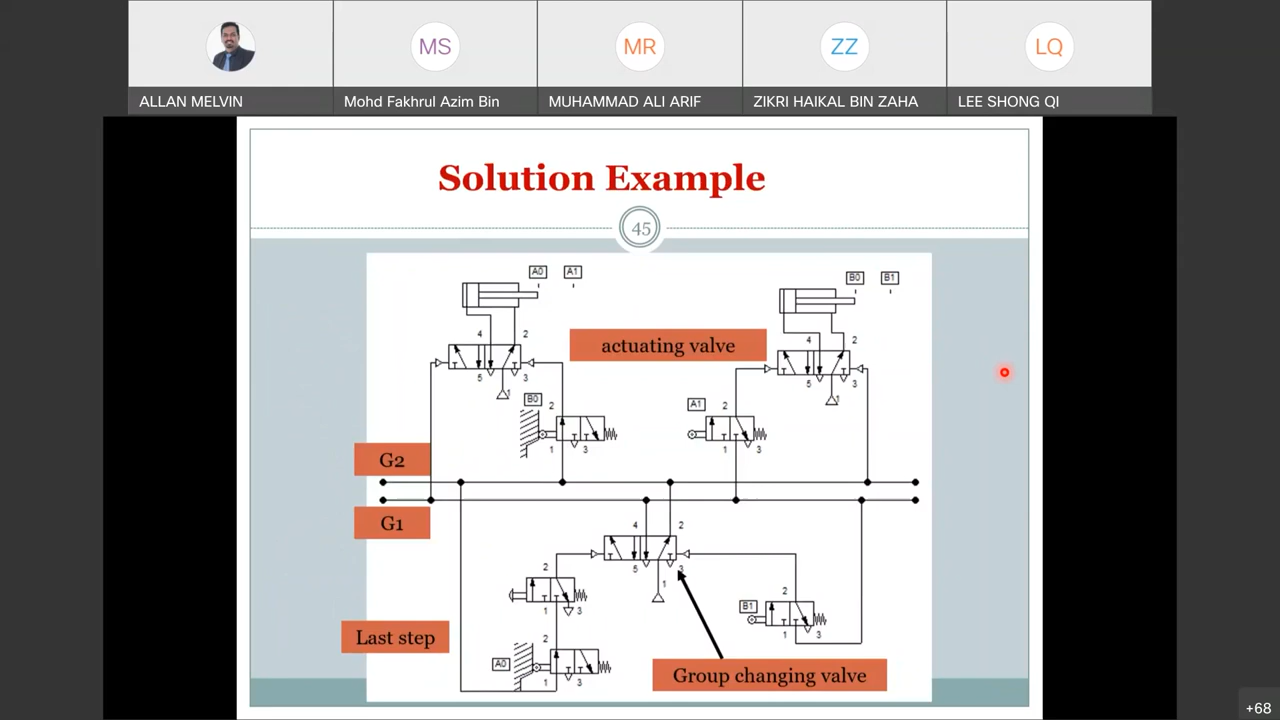 MS
MR
ZZ
LQ
ALLAN MELVIN
Mohd Fakhrul Azim Bin
MUHAMMAD ALI ARIF
ZIKRI HAIKAL BIN ZAHA
LEE SHONG QI
Solution Example
45
A0 A1
B0 B1
4 2
actuating valve
4 2
5 3
1
5 3
1
B0 2
1 3
A1 2
1 3
G2
G1
4 2
5 3
1
2
1 3
B1 2
1 3
Last step
2
A0
1 3
Group changing valve
+68